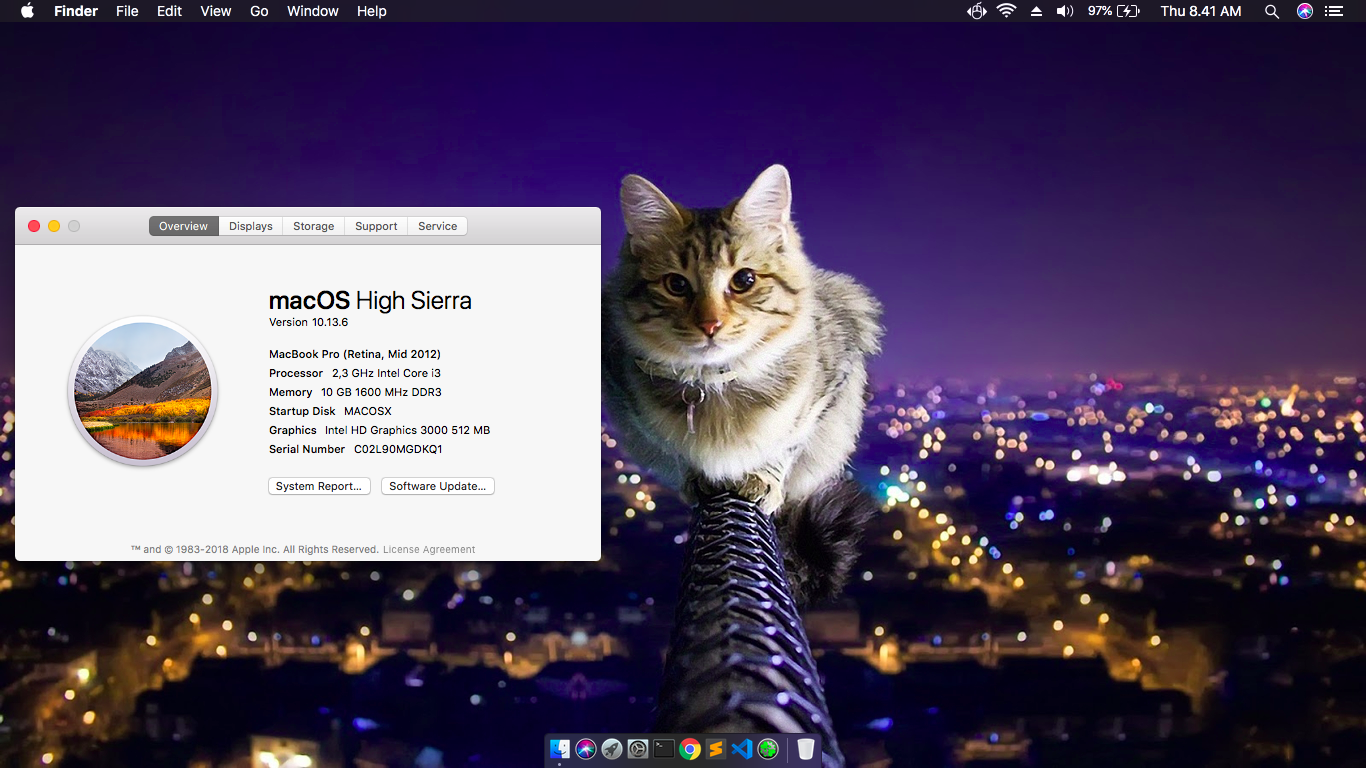 Finder File Edit View Go Window Help 97% Thu 8.41 AM
Overview Displays Storage Support Service
macOS High Sierra
Version 10.13.6
MacBook Pro (Retina, Mid 2012)
Processor 2,3 GHz Intel Core i3
Memory 10 GB 1600 MHz DDR3
Startup Disk MACOSX
Graphics Intel HD Graphics 3000 512 MB
Serial Number C02L90MGDKQ1
System Report... Software Update...
™ and © 1983-2018 Apple Inc. All Rights Reserved. License Agreement